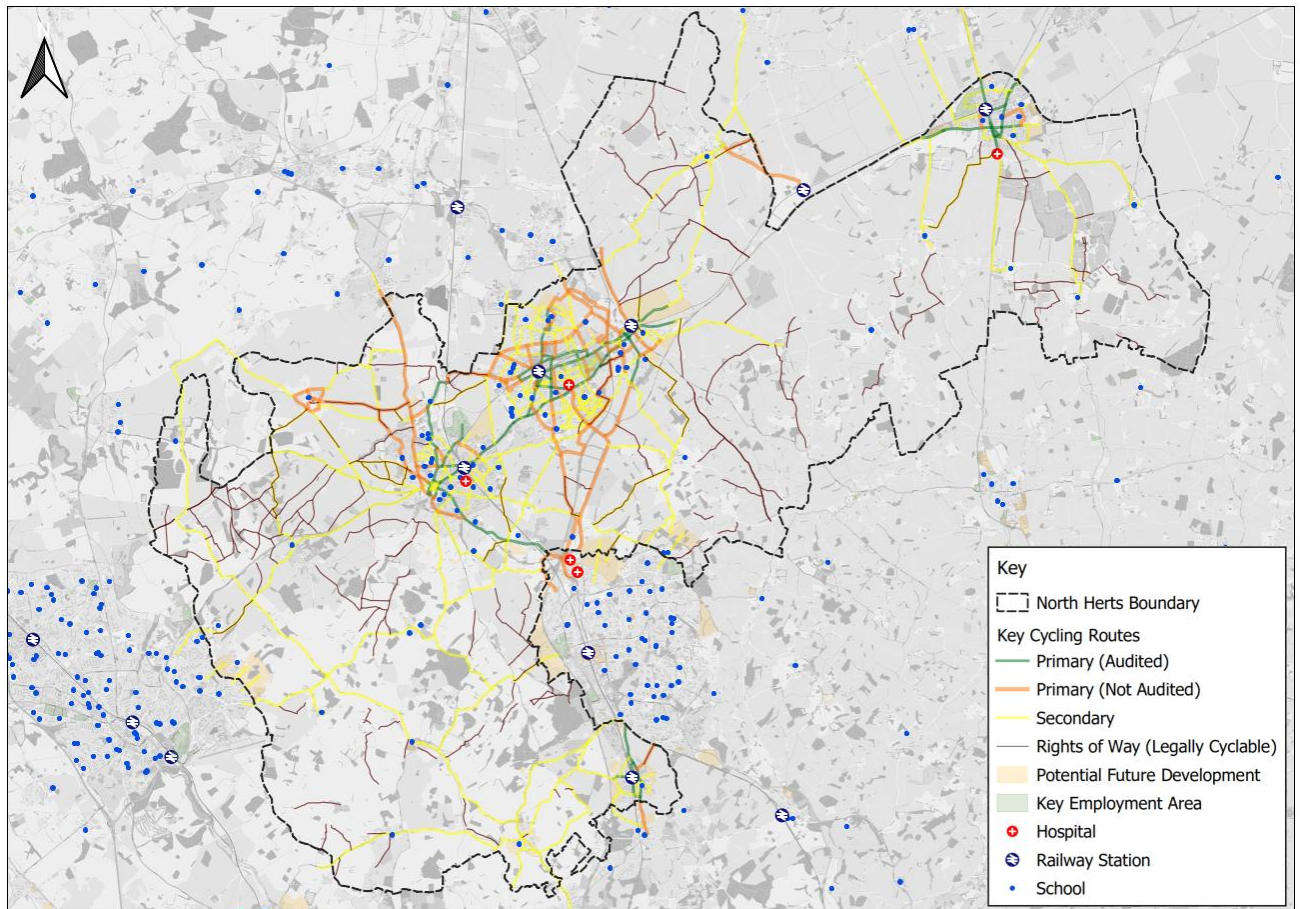 Key
North Herts Boundary
Key Cycling Routes
Primary (Audited)
Primary (Not Audited)
Secondary
Rights of Way (Legally Cyclable)
Potential Future Development
Key Employment Area
Hospital
Railway Station
School